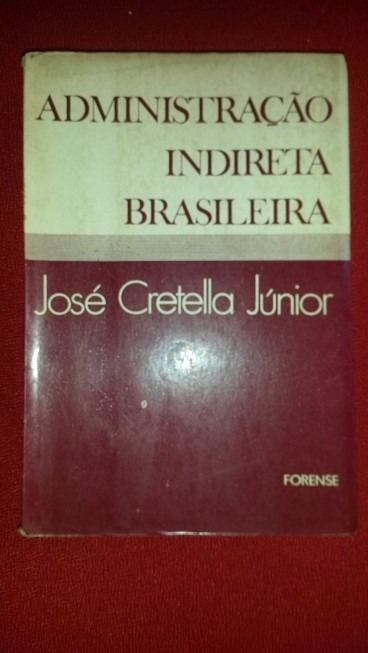 ADMINISTRAÇÃO
INDIRETA
BRASILEIRA
José Cretella Júnior
FORENSE